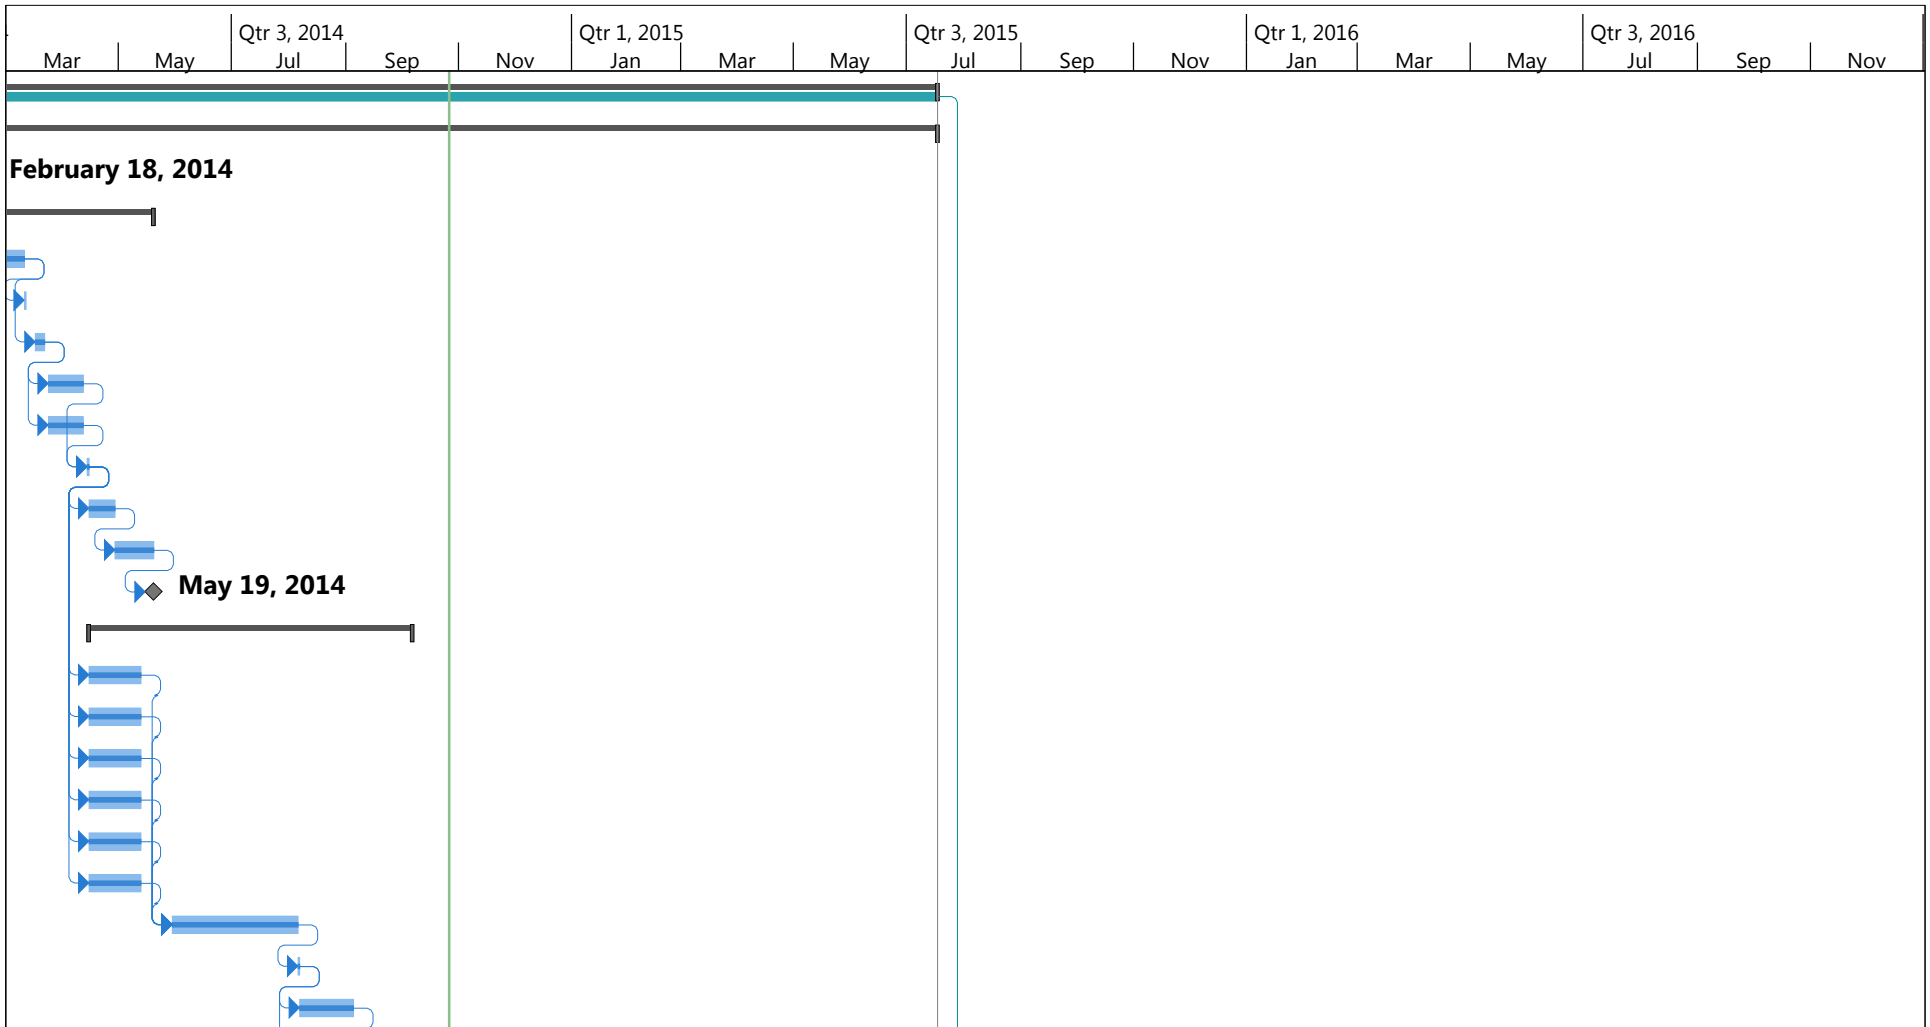 Qtr 3, 2014 Qtr 1, 2015 Qtr 3, 2015 Qtr 1, 2016 Qtr 3, 2016
Mar May Jul Sep Nov Jan Mar May Jul Sep Nov Jan Mar May Jul Sep Nov
February 18, 2014
May 19, 2014